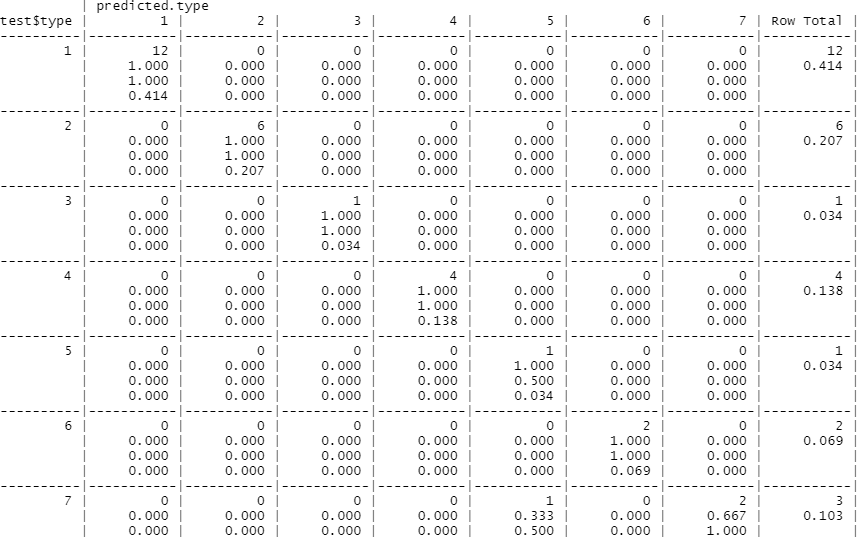 | predicted.type
test$type    |         1 |         2 |         3 |         4 |         5 |         6 |         7 | Row Total |
-------------|-----------|-----------|-----------|-----------|-----------|-----------|-----------|-----------|
           1 |        12 |         0 |         0 |         0 |         0 |         0 |         0 |        12 |
             |     1.000 |     0.000 |     0.000 |     0.000 |     0.000 |     0.000 |     0.000 |     0.414 |
             |     1.000 |     0.000 |     0.000 |     0.000 |     0.000 |     0.000 |     0.000 |           |
             |     0.414 |     0.000 |     0.000 |     0.000 |     0.000 |     0.000 |     0.000 |           |
-------------|-----------|-----------|-----------|-----------|-----------|-----------|-----------|-----------|
           2 |         0 |         6 |         0 |         0 |         0 |         0 |         0 |         6 |
             |     0.000 |     1.000 |     0.000 |     0.000 |     0.000 |     0.000 |     0.000 |     0.207 |
             |     0.000 |     1.000 |     0.000 |     0.000 |     0.000 |     0.000 |     0.000 |           |
             |     0.000 |     0.207 |     0.000 |     0.000 |     0.000 |     0.000 |     0.000 |           |
-------------|-----------|-----------|-----------|-----------|-----------|-----------|-----------|-----------|
           3 |         0 |         0 |         1 |         0 |         0 |         0 |         0 |         1 |
             |     0.000 |     0.000 |     1.000 |     0.000 |     0.000 |     0.000 |     0.000 |     0.034 |
             |     0.000 |     0.000 |     1.000 |     0.000 |     0.000 |     0.000 |     0.000 |           |
             |     0.000 |     0.000 |     0.034 |     0.000 |     0.000 |     0.000 |     0.000 |           |
-------------|-----------|-----------|-----------|-----------|-----------|-----------|-----------|-----------|
           4 |         0 |         0 |         0 |         4 |         0 |         0 |         0 |         4 |
             |     0.000 |     0.000 |     0.000 |     1.000 |     0.000 |     0.000 |     0.000 |     0.138 |
             |     0.000 |     0.000 |     0.000 |     1.000 |     0.000 |     0.000 |     0.000 |           |
             |     0.000 |     0.000 |     0.000 |     0.138 |     0.000 |     0.000 |     0.000 |           |
-------------|-----------|-----------|-----------|-----------|-----------|-----------|-----------|-----------|
           5 |         0 |         0 |         0 |         0 |         1 |         0 |         0 |         1 |
             |     0.000 |     0.000 |     0.000 |     0.000 |     1.000 |     0.000 |     0.000 |     0.034 |
             |     0.000 |     0.000 |     0.000 |     0.000 |     0.500 |     0.000 |     0.000 |           |
             |     0.000 |     0.000 |     0.000 |     0.000 |     0.034 |     0.000 |     0.000 |           |
-------------|-----------|-----------|-----------|-----------|-----------|-----------|-----------|-----------|
           6 |         0 |         0 |         0 |         0 |         0 |         2 |         0 |         2 |
             |     0.000 |     0.000 |     0.000 |     0.000 |     0.000 |     1.000 |     0.000 |     0.069 |
             |     0.000 |     0.000 |     0.000 |     0.000 |     0.000 |     1.000 |     0.000 |           |
             |     0.000 |     0.000 |     0.000 |     0.000 |     0.000 |     0.069 |     0.000 |           |
-------------|-----------|-----------|-----------|-----------|-----------|-----------|-----------|-----------|
           7 |         0 |         0 |         0 |         0 |         1 |         0 |         2 |         3 |
             |     0.000 |     0.000 |     0.000 |     0.000 |     0.333 |     0.000 |     0.667 |     0.103 |
             |     0.000 |     0.000 |     0.000 |     0.000 |     0.500 |     0.000 |     1.000 |           |